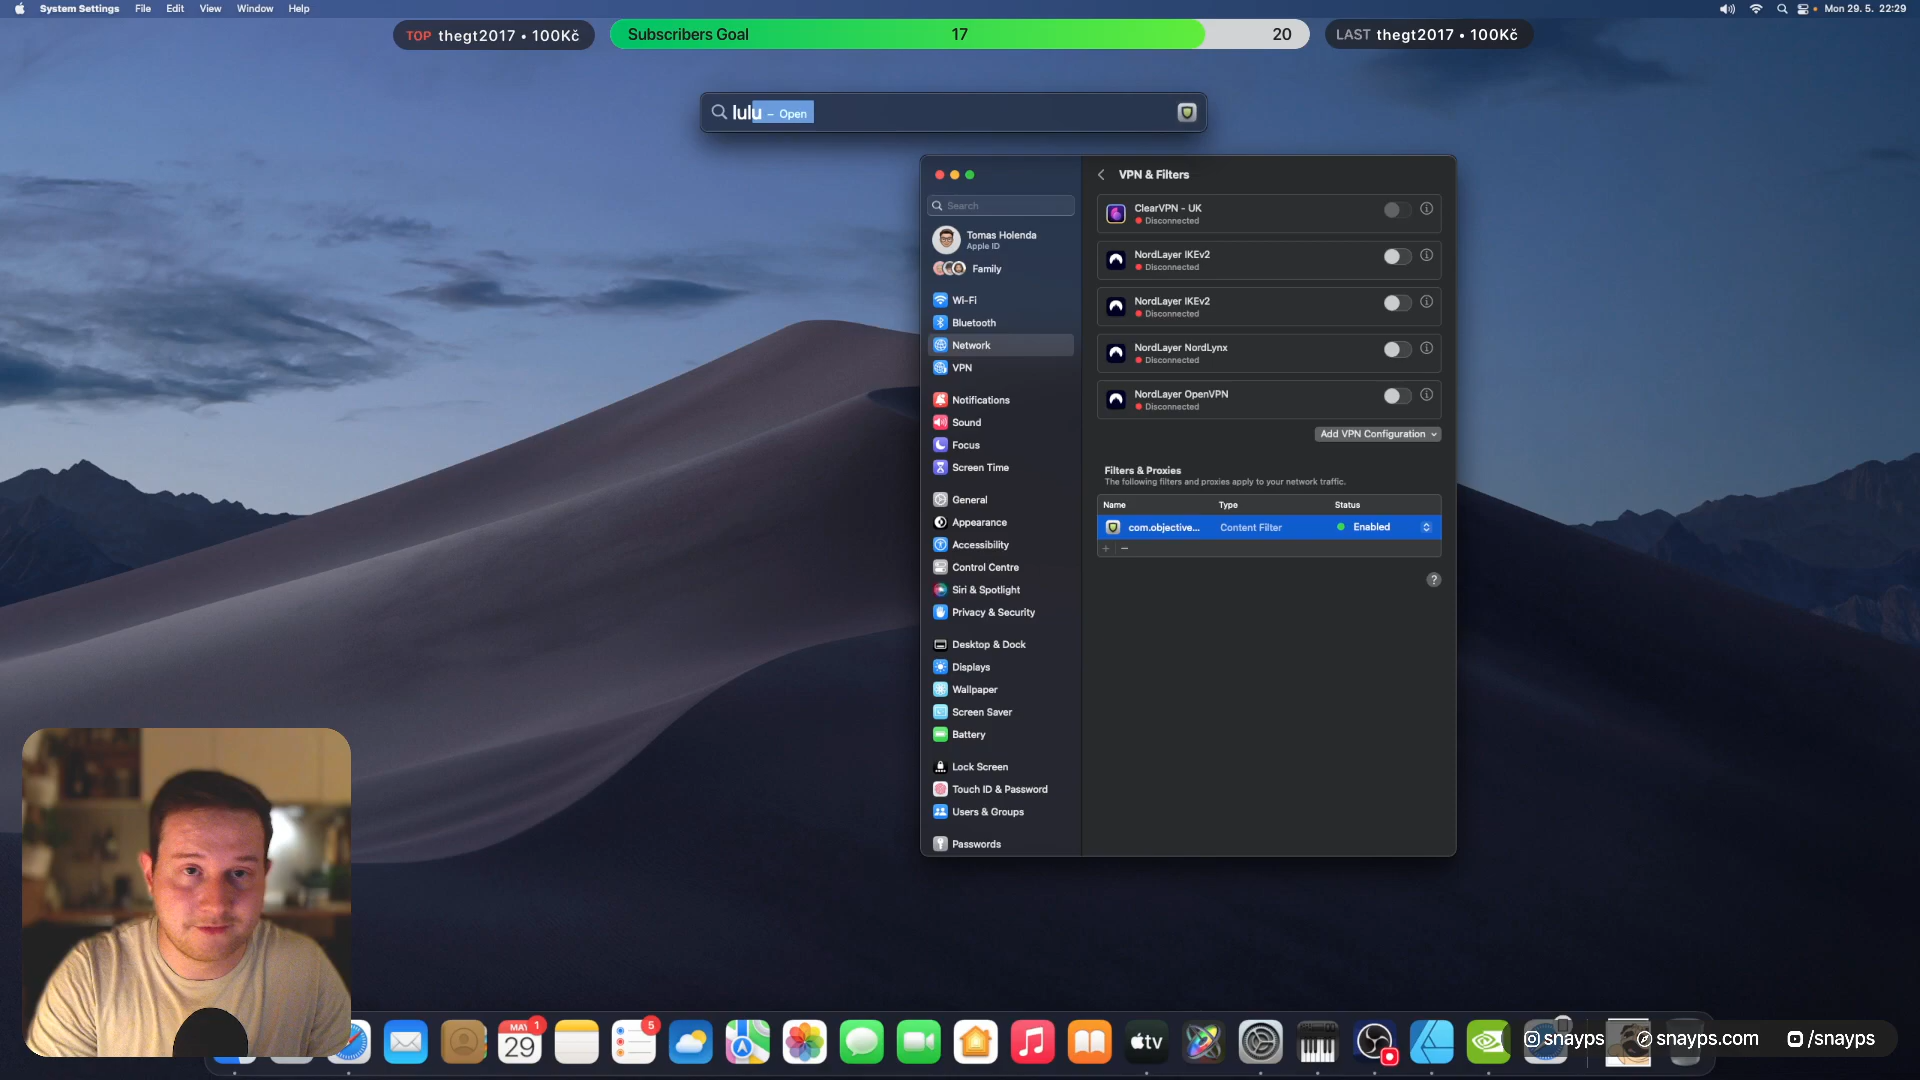 System Settings File Edit View Window Help
Mon 29. 5. 22:29
TOP thegt2017 • 100Kč
Subscribers Goal 17 20
LAST thegt2017 • 100Kč
lulu – Open
VPN & Filters
Search
Tomas Holenda
Apple ID
Family
Wi-Fi
Bluetooth
Network
VPN
Notifications
Sound
Focus
Screen Time
General
Appearance
Accessibility
Control Centre
Siri & Spotlight
Privacy & Security
Desktop & Dock
Displays
Wallpaper
Screen Saver
Battery
Lock Screen
Touch ID & Password
Users & Groups
Passwords
ClearVPN - UK
Disconnected
NordLayer IKEv2
Disconnected
NordLayer IKEv2
Disconnected
NordLayer NordLynx
Disconnected
NordLayer OpenVPN
Disconnected
Add VPN Configuration
Filters & Proxies
The following filters and proxies apply to your network traffic.
Name Type Status
com.objective... Content Filter Enabled
+ −
?
MAY 1
29
5
tv
snayps snayps.com /snayps